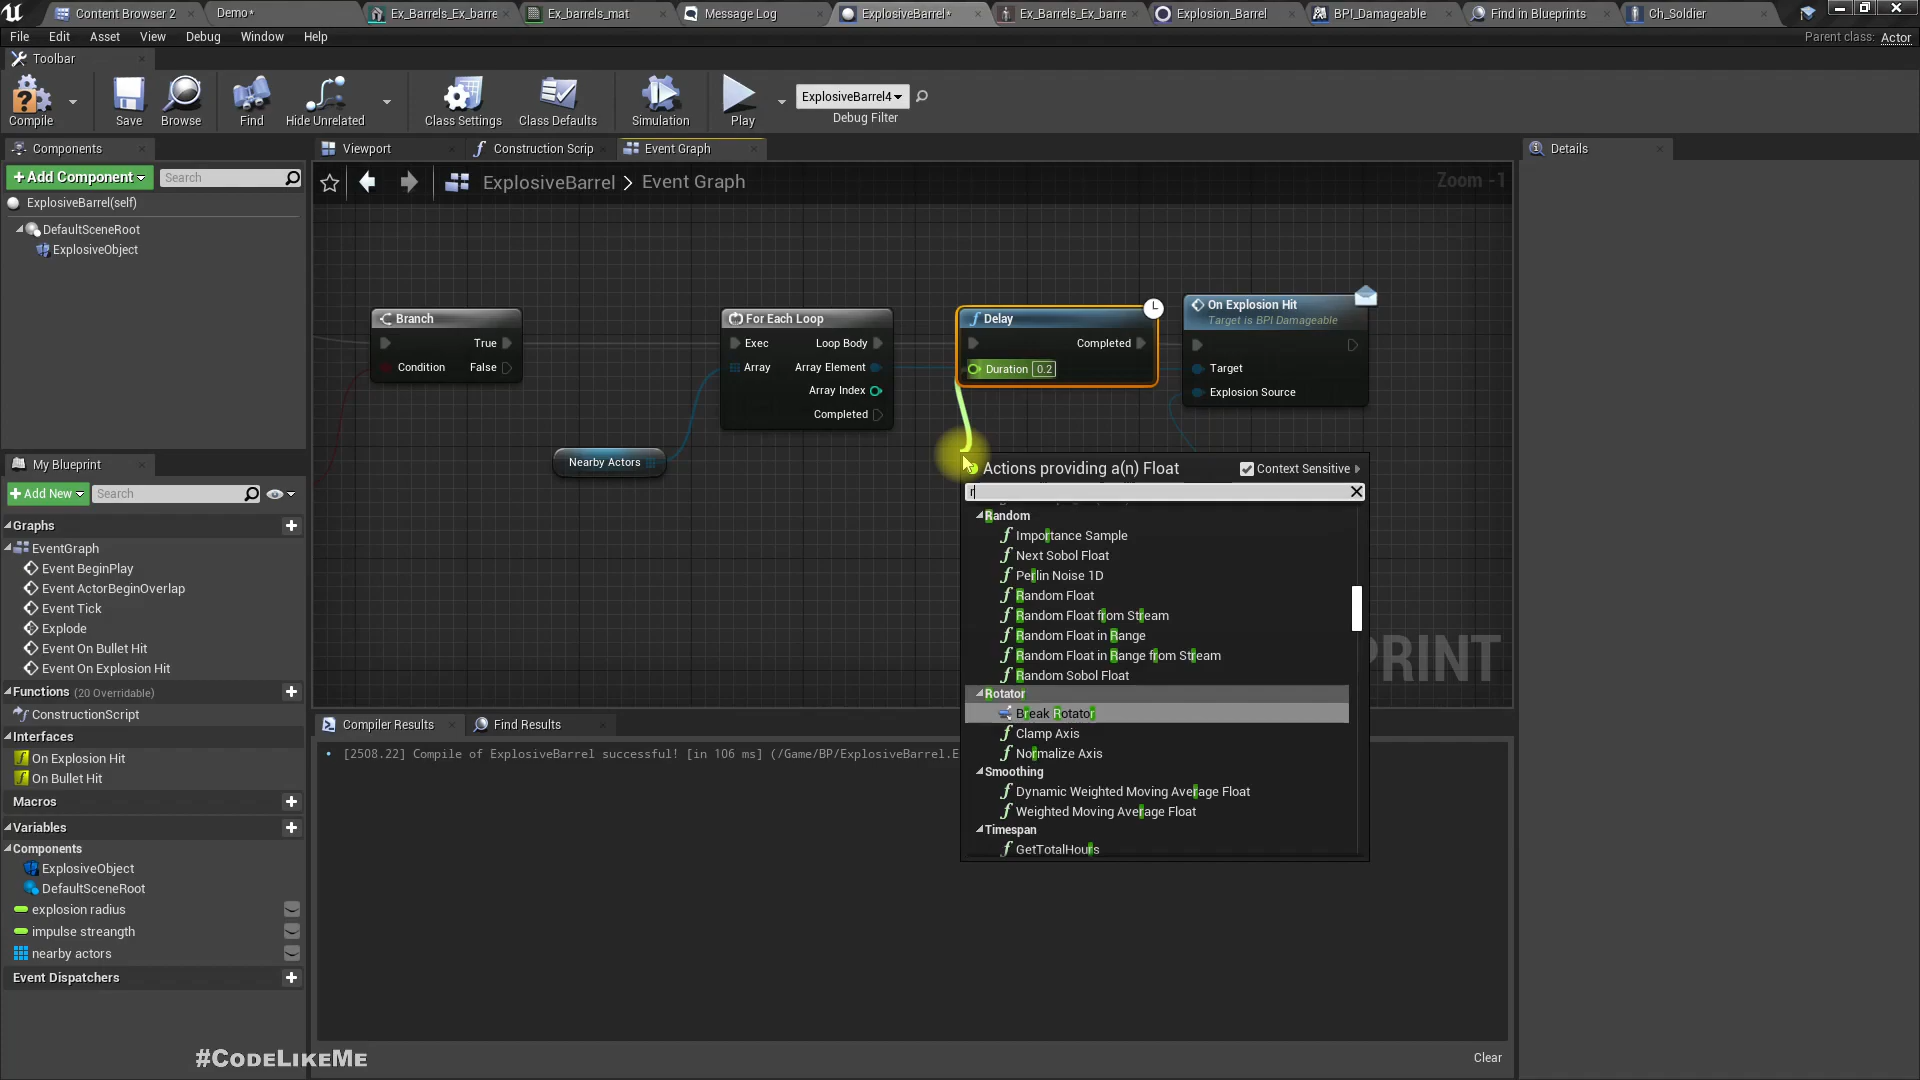 Content Browser 2
Demo*
Ex_Barrels_Ex_barre
Ex_barrels_mat
Message Log
ExplosiveBarrel*
Ex_Barrels_Ex_barre
Explosion_Barrel
BPI_Damageable
Find in Blueprints
Ch_Soldier
File Edit Asset View Debug Window Help
Parent class: Actor
Toolbar
Compile
Save
Browse
Find
Hide Unrelated
Class Settings
Class Defaults
Simulation
Play
ExplosiveBarrel4
Debug Filter
Components
Viewport
Construction Scrip
Event Graph
Details
+Add Component
Search
ExplosiveBarrel > Event Graph
Zoom -1
ExplosiveBarrel(self)
DefaultSceneRoot
ExplosiveObject
Branch
True
Condition
False
For Each Loop
Exec
Loop Body
Array
Array Element
Array Index
Completed
Delay
Completed
Duration 0.2
On Explosion Hit
Target is BPI Damageable
Target
Explosion Source
Nearby Actors
My Blueprint
+Add New
Search
Graphs
EventGraph
Event BeginPlay
Event ActorBeginOverlap
Event Tick
Explode
Event On Bullet Hit
Event On Explosion Hit
Functions (20 Overridable)
ConstructionScript
Interfaces
On Explosion Hit
On Bullet Hit
Macros
Variables
Components
ExplosiveObject
DefaultSceneRoot
explosion radius
impulse streangth
nearby actors
Event Dispatchers
Actions providing a(n) Float
Context Sensitive
r
Random
Importance Sample
Next Sobol Float
Perlin Noise 1D
Random Float
Random Float from Stream
Random Float in Range
Random Float in Range from Stream
Random Sobol Float
Rotator
Break Rotator
Clamp Axis
Normalize Axis
Smoothing
Dynamic Weighted Moving Average Float
Weighted Moving Average Float
Timespan
GetTotalHours
PRINT
Compiler Results
Find Results
[2508.22] Compile of ExplosiveBarrel successful! [in 106 ms] (/Game/BP/ExplosiveBarrel.E
Clear
#CodeLikeMe